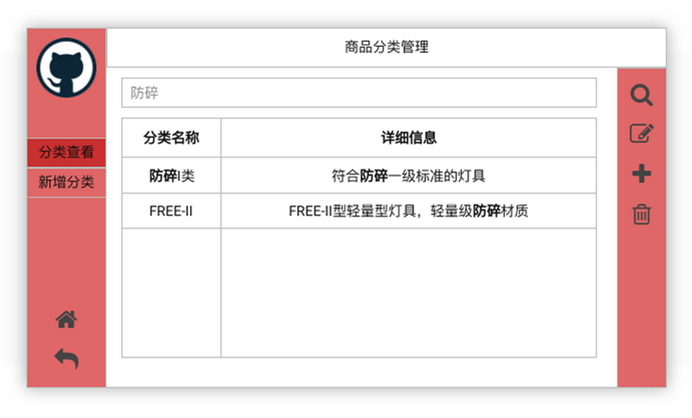 商品分类管理
防碎
分类查看
新增分类
分类名称 详细信息
防碎I类 符合防碎一级标准的灯具
FREE-II FREE-II型轻量型灯具，轻量级防碎材质